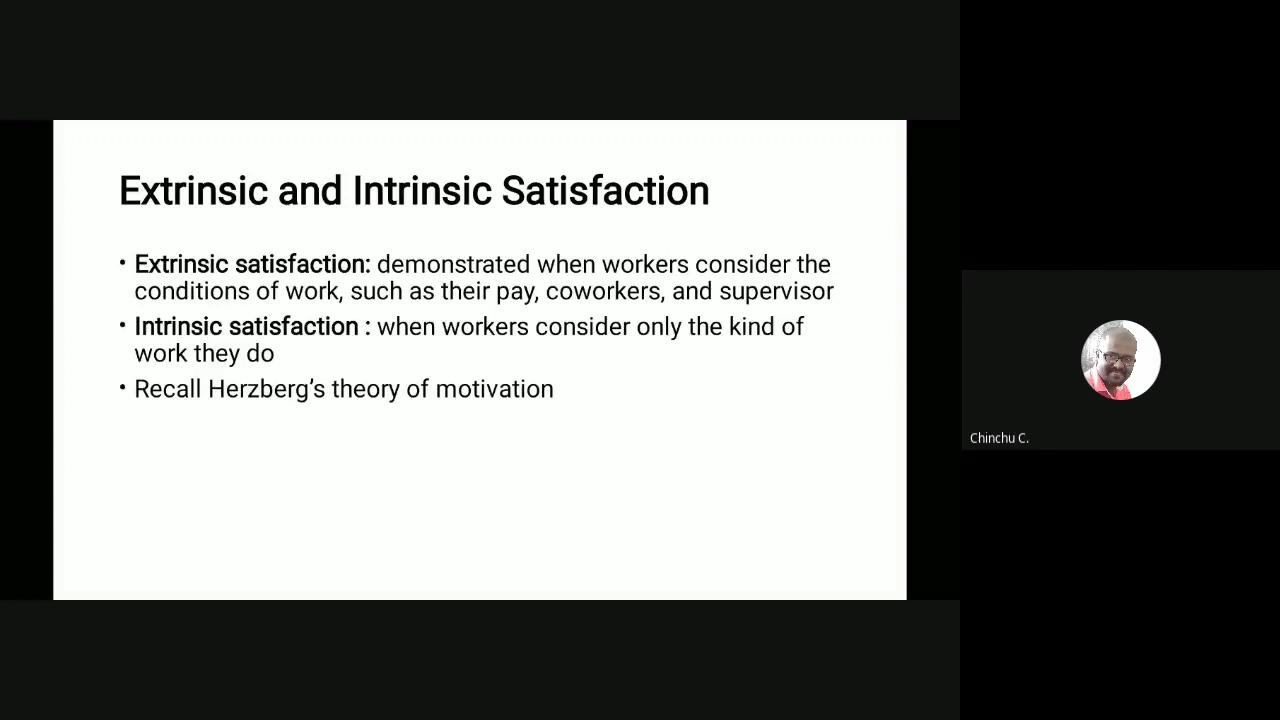 Extrinsic and Intrinsic Satisfaction
• Extrinsic satisfaction: demonstrated when workers consider the
conditions of work, such as their pay, coworkers, and supervisor
• Intrinsic satisfaction : when workers consider only the kind of
work they do
• Recall Herzberg’s theory of motivation
Chinchu C.